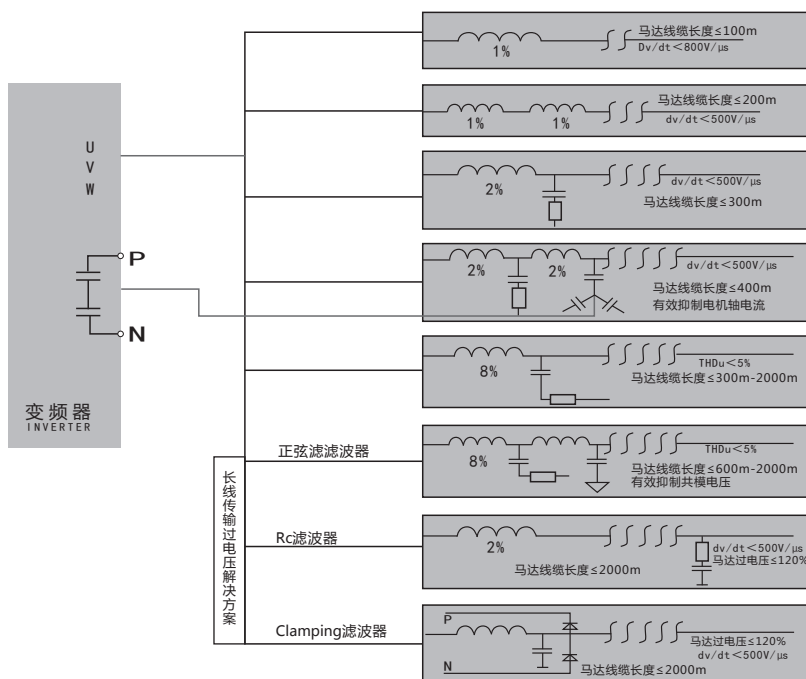 马达线缆长度≤100m
Dv/dt＜800V/μs
1%
马达线缆长度≤200m
dv/dt＜500V/μs
1%
1%
U
V
W
dv/dt＜500V/μs
2%
马达线缆长度≤300m
P
N
dv/dt＜500V/μs
2%
2%
马达线缆长度≤400m
有效抑制电机轴电流
THDu＜5%
8%
马达线缆长度≤300m-2000m
变频器
INVERTER
正弦滤滤波器
THDu＜5%
8%
马达线缆长度≤600m-2000m
有效抑制共模电压
长线传输过电压解决方案
Rc滤波器
2%
dv/dt＜500V/μs
马达过电压≤120%
马达线缆长度≤2000m
Clamping滤波器
P
N
马达过电压≤120%
dv/dt＜500V/μs
马达线缆长度≤2000m